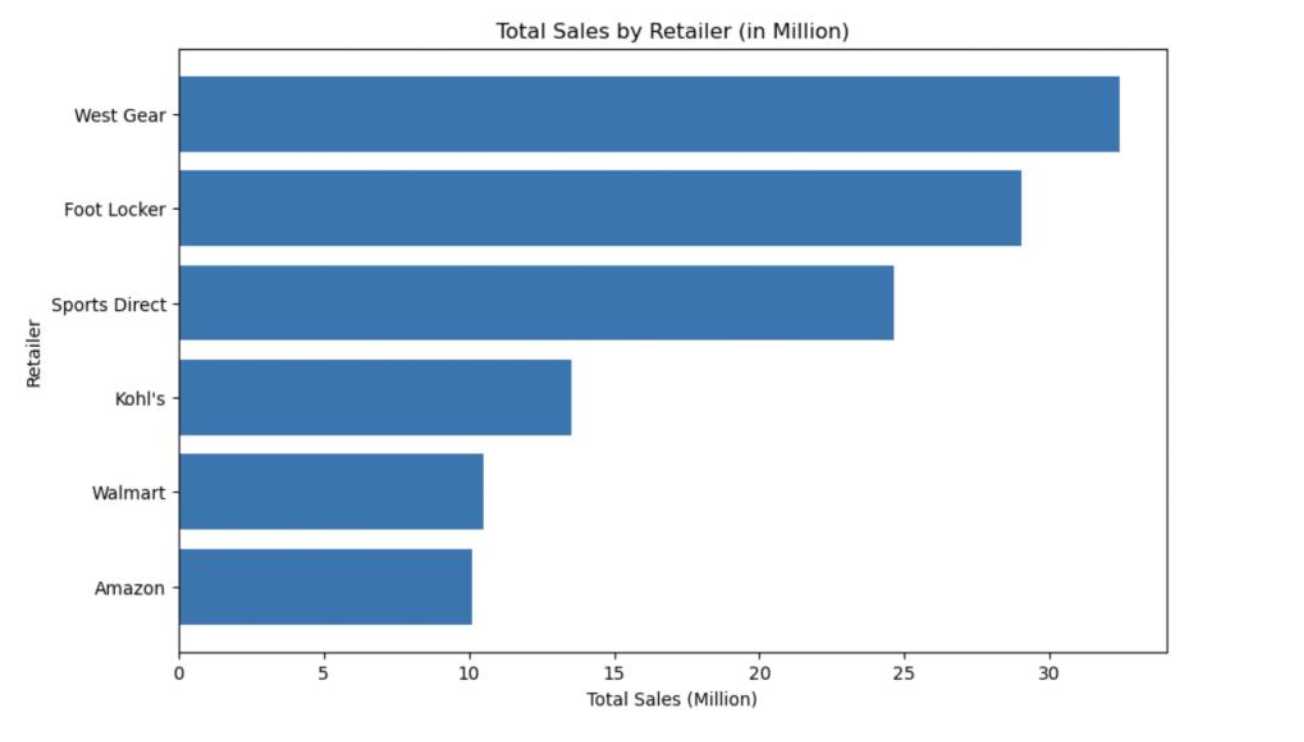 Total Sales by Retailer (in Million)
West Gear
Foot Locker
Sports Direct
Kohl's
Walmart
Amazon
Retailer
0 5 10 15 20 25 30
Total Sales (Million)